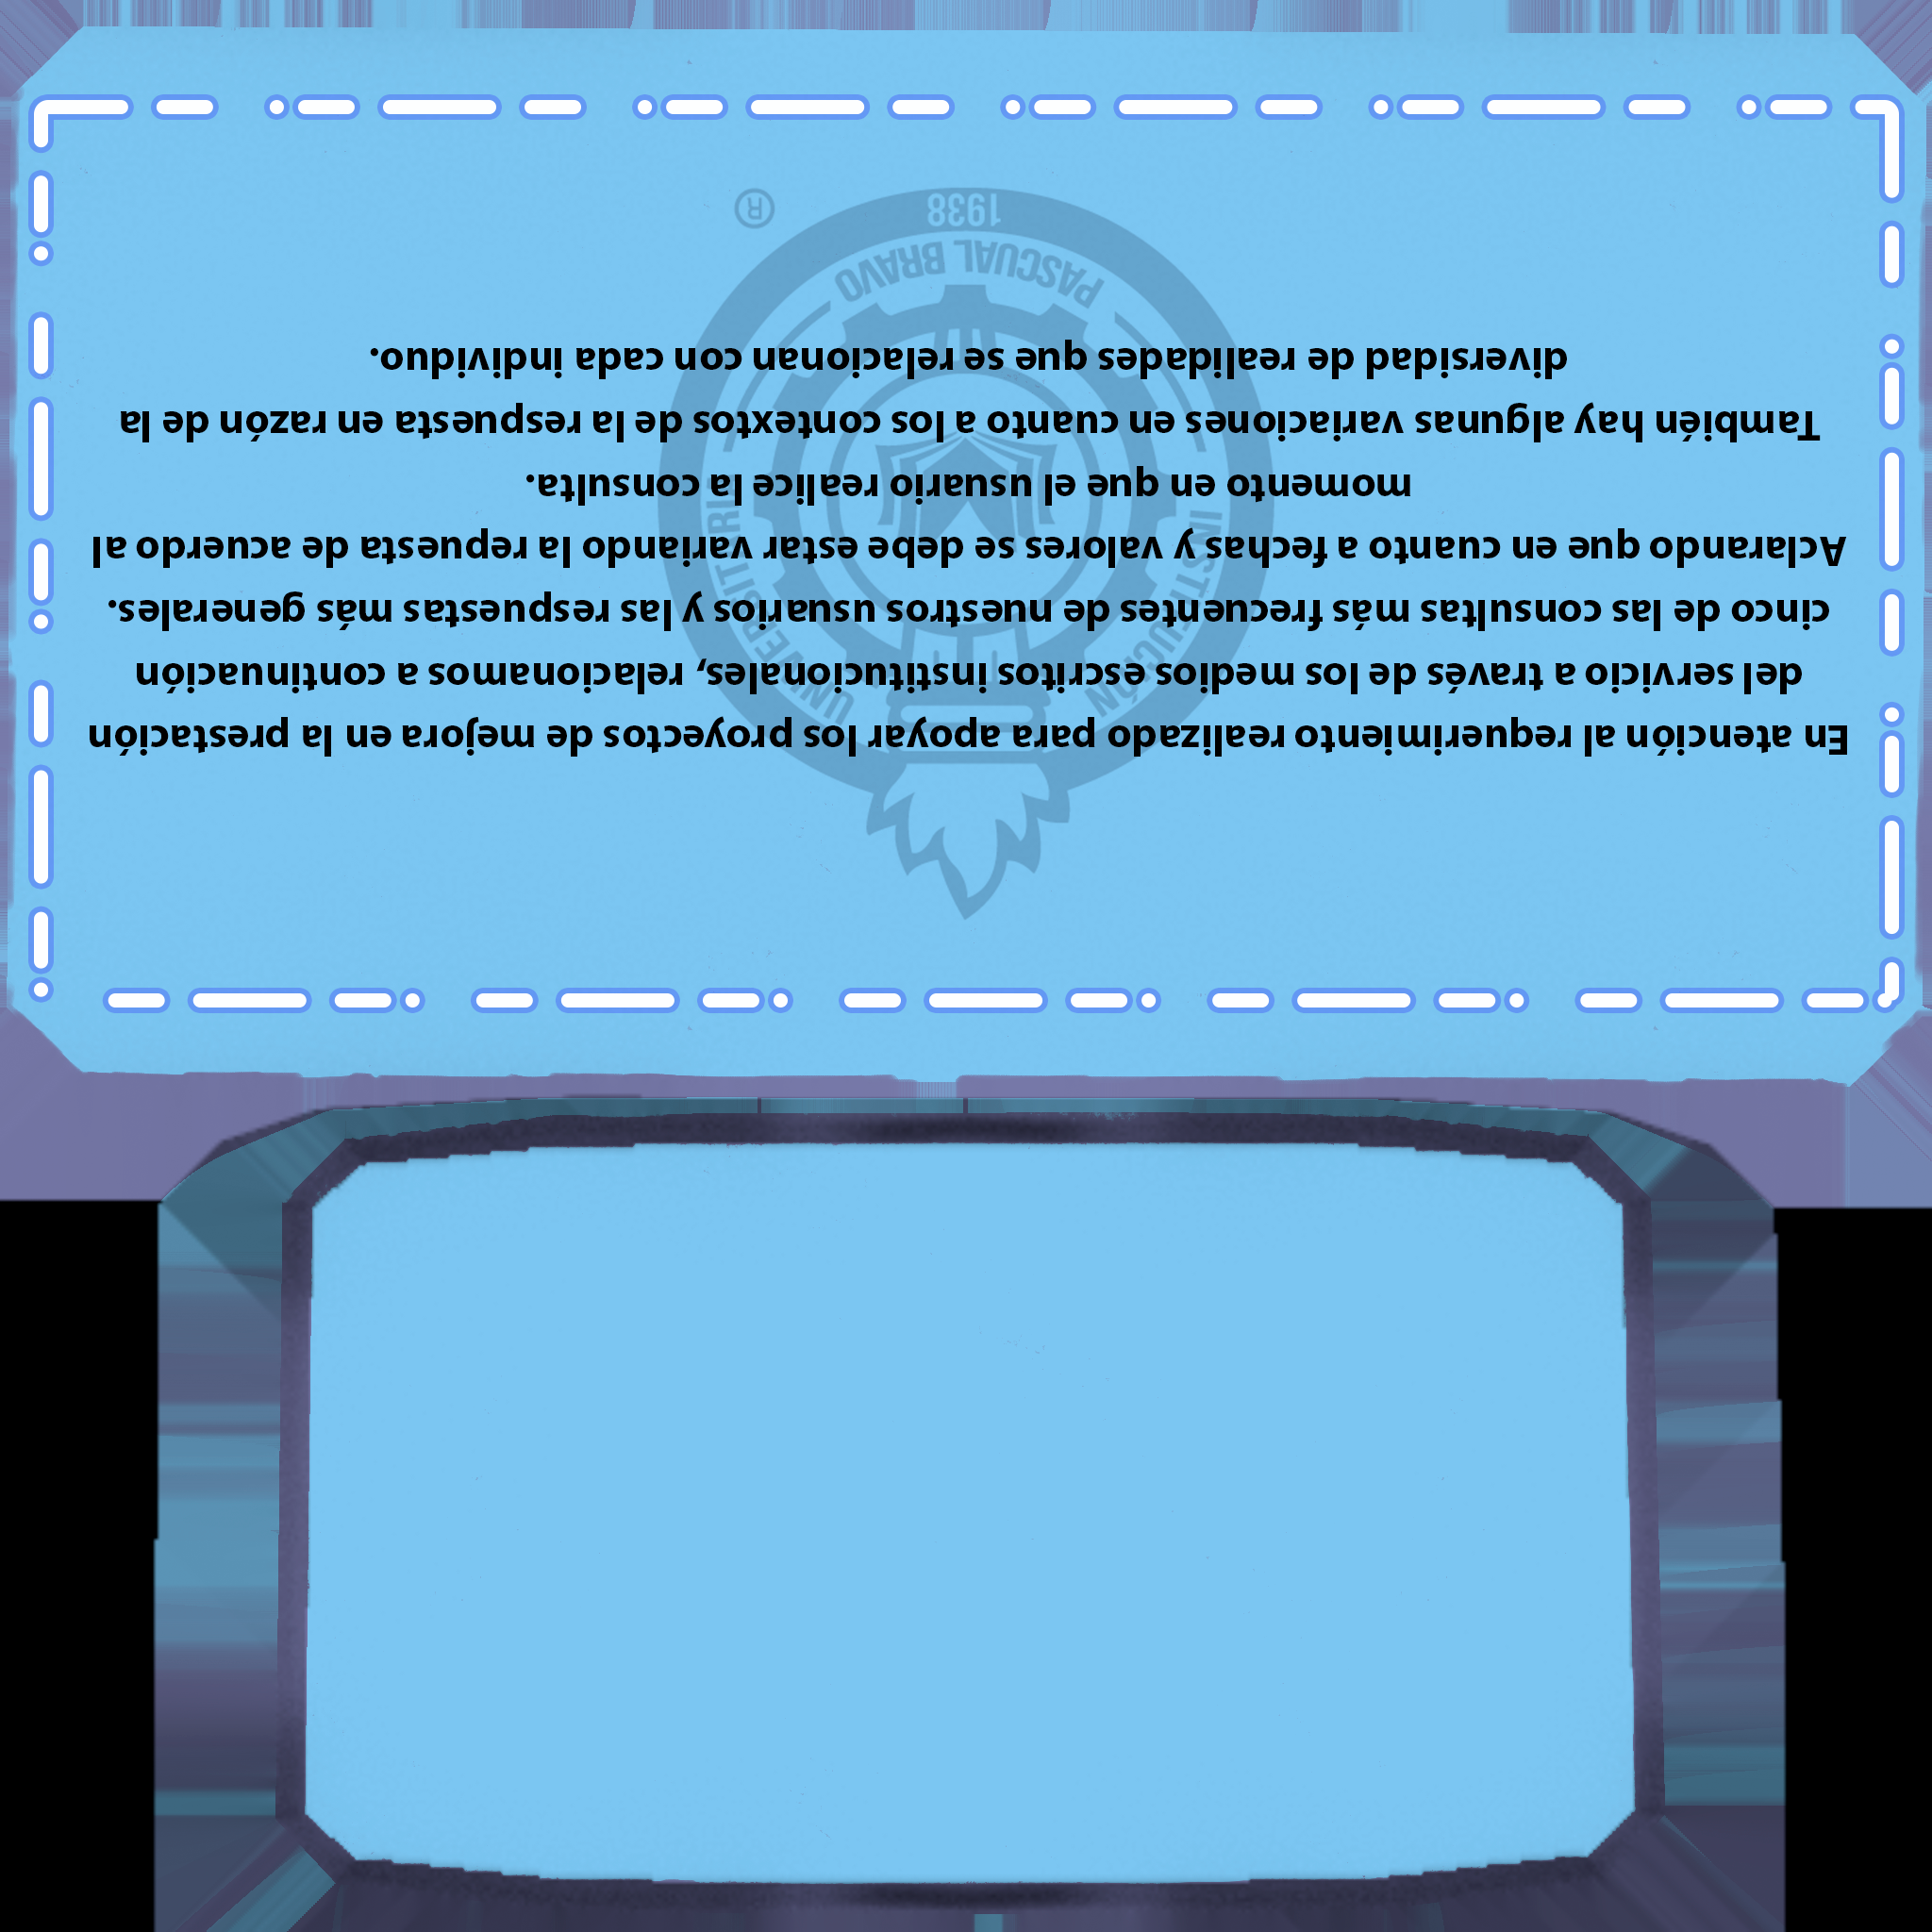 En atención al requerimiento realizado para apoyar los proyectos de mejora en la prestación
del servicio a través de los medios escritos institucionales, relacionamos a continuación
cinco de las consultas más frecuentes de nuestros usuarios y las respuestas más generales.
Aclarando que en cuanto a fechas y valores se debe estar variando la repuesta de acuerdo al
momento en que el usuario realice la consulta.
También hay algunas variaciones en cuanto a los contextos de la respuesta en razón de la
diversidad de realidades que se relacionan con cada individuo.
INSTITUCIÓN
PASCUAL BRAVO
1938
®